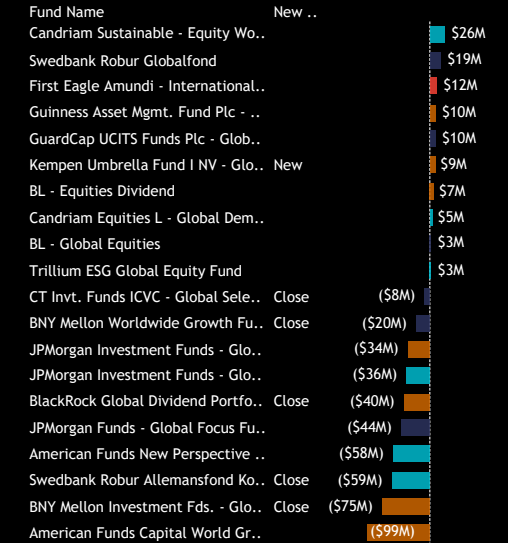 Fund Name New ..
Candriam Sustainable - Equity Wo.. $26M
Swedbank Robur Globalfond $19M
First Eagle Amundi - International.. $12M
Guinness Asset Mgmt. Fund Plc - .. $10M
GuardCap UCITS Funds Plc - Glob.. $10M
Kempen Umbrella Fund I NV - Glo.. New $9M
BL - Equities Dividend $7M
Candriam Equities L - Global Dem.. $5M
BL - Global Equities $3M
Trillium ESG Global Equity Fund $3M
CT Invt. Funds ICVC - Global Sele.. Close ($8M)
BNY Mellon Worldwide Growth Fu.. Close ($20M)
JPMorgan Investment Funds - Glo.. ($34M)
JPMorgan Investment Funds - Glo.. ($36M)
BlackRock Global Dividend Portfo.. Close ($40M)
JPMorgan Funds - Global Focus Fu.. ($44M)
American Funds New Perspective .. ($58M)
Swedbank Robur Allemansfond Ko.. Close ($59M)
BNY Mellon Investment Fds. - Glo.. Close ($75M)
American Funds Capital World Gr.. ($99M)